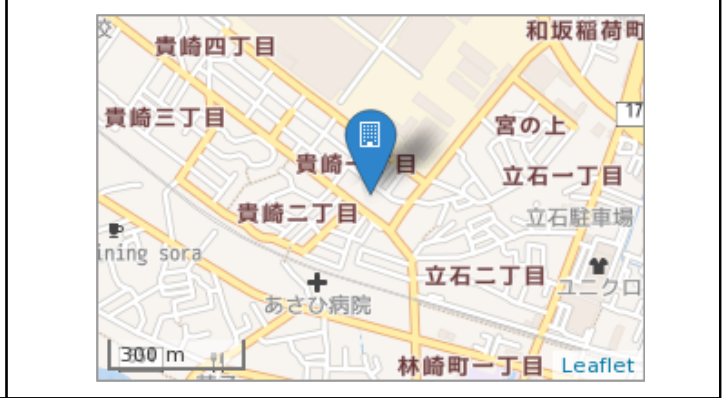 校
貴崎四丁目
和坂稲荷町
貴崎三丁目
17
宮の上
貴崎一丁目
立石一丁目
貴崎二丁目
立石駐車場
ining sora
立石二丁目
ユニクロ
あさひ病院
300 m
林崎町一丁目
Leaflet